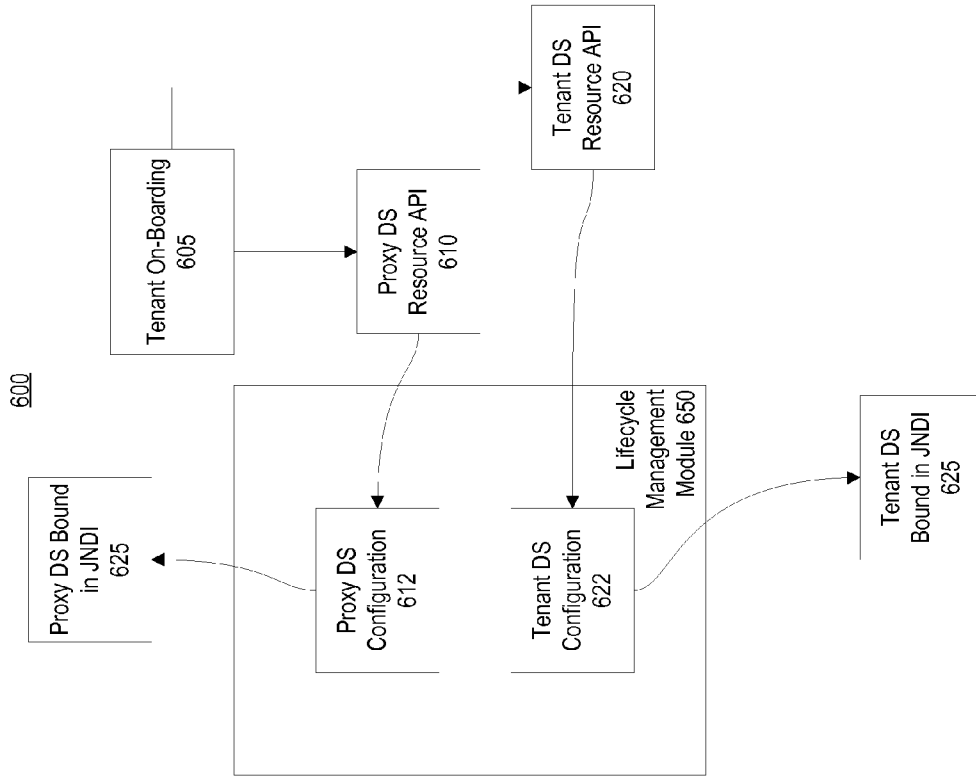 600
Tenant On-Boarding
605
Proxy DS
Resource API
610
Tenant DS
Resource API
620
Proxy DS Bound
in JNDI
625
Proxy DS
Configuration
612
Tenant DS
Configuration
622
Lifecycle
Management
Module 650
Tenant DS
Bound in JNDI
625